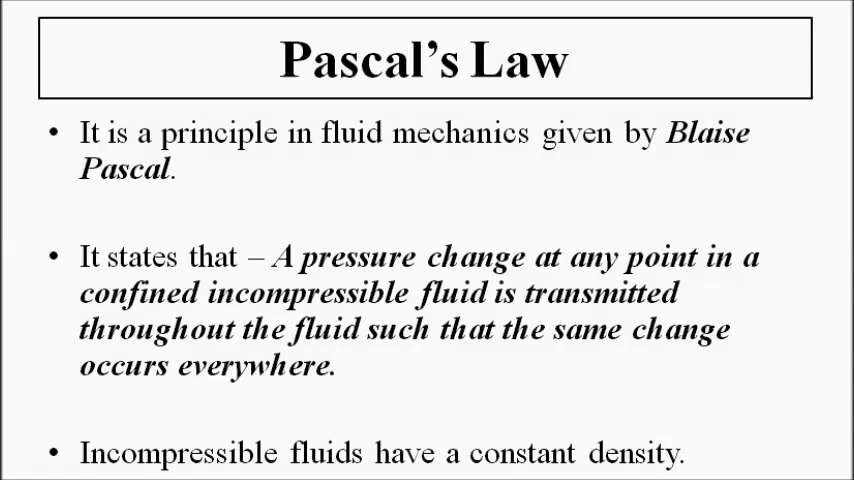 Pascal's Law
• It is a principle in fluid mechanics given by Blaise
Pascal.
• It states that – A pressure change at any point in a
confined incompressible fluid is transmitted
throughout the fluid such that the same change
occurs everywhere.
• Incompressible fluids have a constant density.